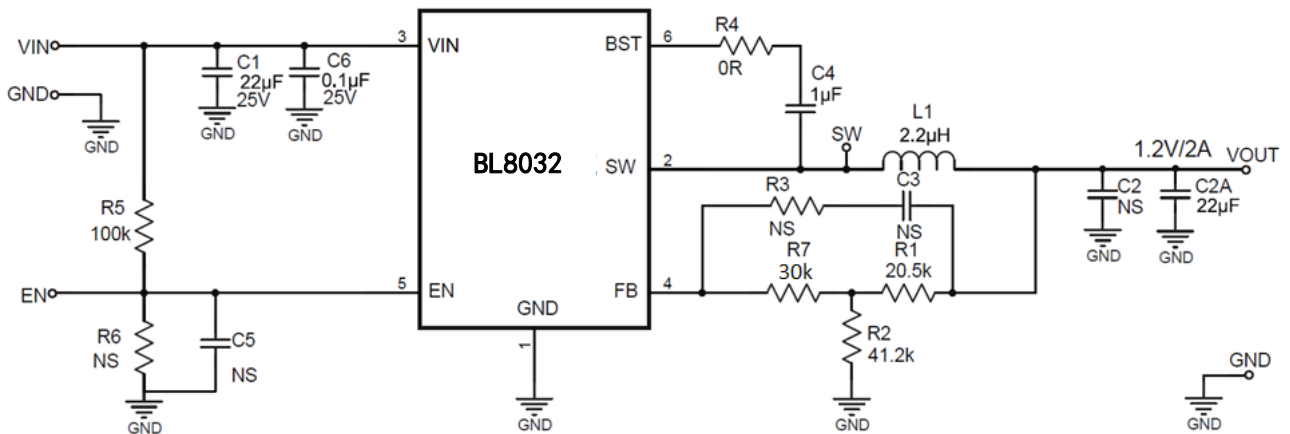 VIN
GND
GND
R5
100k
EN
R6
NS
C5
NS
GND
C1
22µF
25V
GND
C6
0.1µF
25V
GND
3
VIN
BL8032
5
EN
GND
1
GND
BST
6
SW
2
FB
4
R4
0R
C4
1µF
SW
L1
2.2µH
R3
NS
C3
NS
R7
30k
R1
20.5k
R2
41.2k
GND
1.2V/2A
VOUT
C2
NS
GND
C2A
22µF
GND
GND
GND